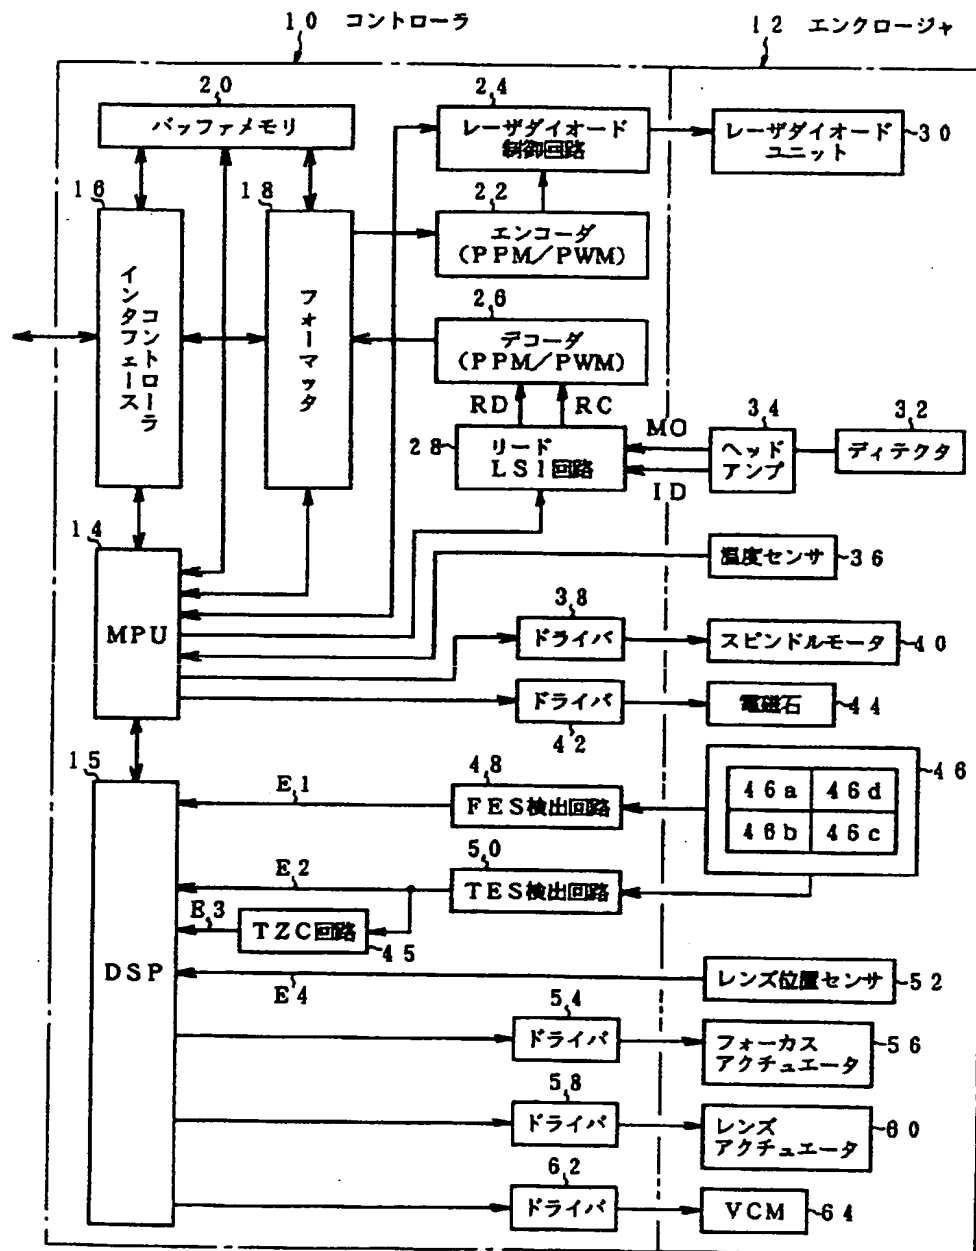 10 コントローラ
12 エンクロージャ
20
バッファメモリ
24
レーザダイオード
制御回路
レーザダイオード
ユニット
30
16
18
22
エンコーダ
(PPM/PWM)
コントローラ
インタフェース
フォーマッタ
26
デコーダ
(PPM/PWM)
RD
RC
28
リード
LSI回路
MO
ID
34
ヘッド
アンプ
32
ディテクタ
14
MPU
温度センサ
36
38
ドライバ
スピンドルモータ
40
ドライバ
42
電磁石
44
15
DSP
E1
48
FES検出回路
46
46a
46d
46b
46c
E2
50
TES検出回路
E3
TZC回路
45
E4
レンズ位置センサ
52
54
ドライバ
フォーカス
アクチュエータ
56
58
ドライバ
レンズ
アクチュエータ
60
62
ドライバ
VCM
64